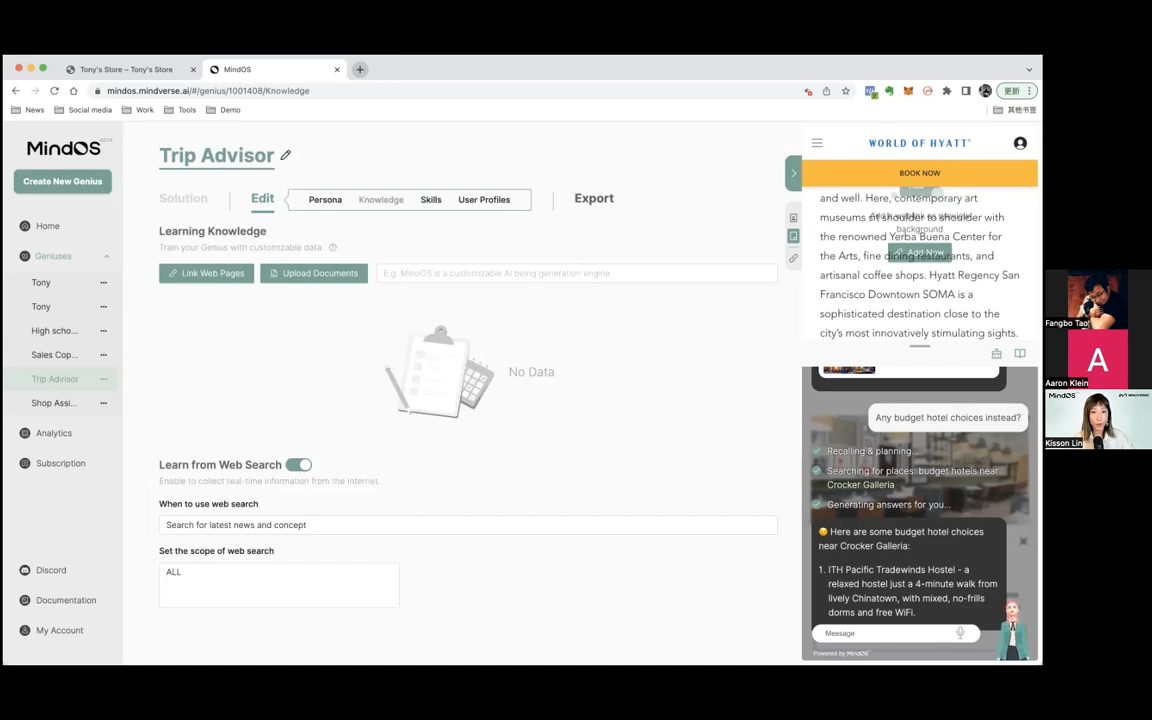 Tony's Store – Tony's Store
MindOS
mindos.mindverse.ai/#/genius/1001408/Knowledge
更新
News
Social media
Work
Tools
Demo
其他书签
MindOS BETA
Create New Genius
Home
Geniuses
Tony
Tony
High scho...
Sales Cop...
Trip Advisor
Shop Assi...
Analytics
Subscription
Discord
Documentation
My Account
Trip Advisor
Solution
Edit
Persona
Knowledge
Skills
User Profiles
Export
Learning Knowledge
Train your Genius with customizable data.
Link Web Pages
Upload Documents
E.g. MindOS is a customizable AI being generation engine.
No Data
Learn from Web Search
Enable to collect real-time information from the Internet.
When to use web search
Search for latest news and concept
Set the scope of web search
ALL
WORLD OF HYATT
BOOK NOW
and well. Here, contemporary art
museums sit shoulder to shoulder with
background
the renowned Yerba Buena Center for
Add Now
the Arts, fine dining restaurants, and
artisanal coffee shops. Hyatt Regency San
Francisco Downtown SOMA is a
sophisticated destination close to the
city's most innovatively stimulating sights.
Any budget hotel choices instead?
Recalling & planning...
Searching for places: budget hotels near
Crocker Galleria
Generating answers for you...
Here are some budget hotel choices
near Crocker Galleria:
1. ITH Pacific Tradewinds Hostel - a
relaxed hostel just a 4-minute walk from
lively Chinatown, with mixed, no-frills
dorms and free WiFi.
Message
Powered by MindOS
Fangbo Tao
A
Aaron Klein
MindOS
MINDVERSE
Kisson Lin